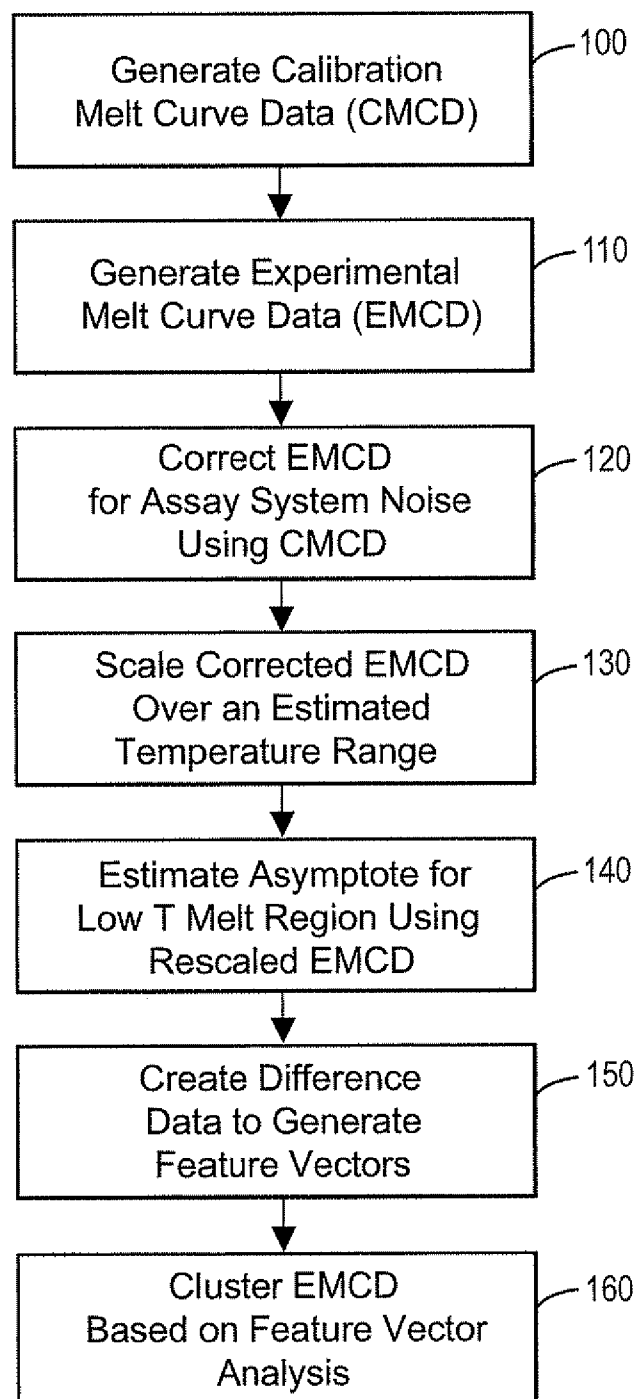 Generate Calibration
Melt Curve Data (CMCD)
100
Generate Experimental
Melt Curve Data (EMCD)
110
Correct EMCD
for Assay System Noise
Using CMCD
120
Scale Corrected EMCD
Over an Estimated
Temperature Range
130
Estimate Asymptote for
Low T Melt Region Using
Rescaled EMCD
140
Create Difference
Data to Generate
Feature Vectors
150
Cluster EMCD
Based on Feature Vector
Analysis
160